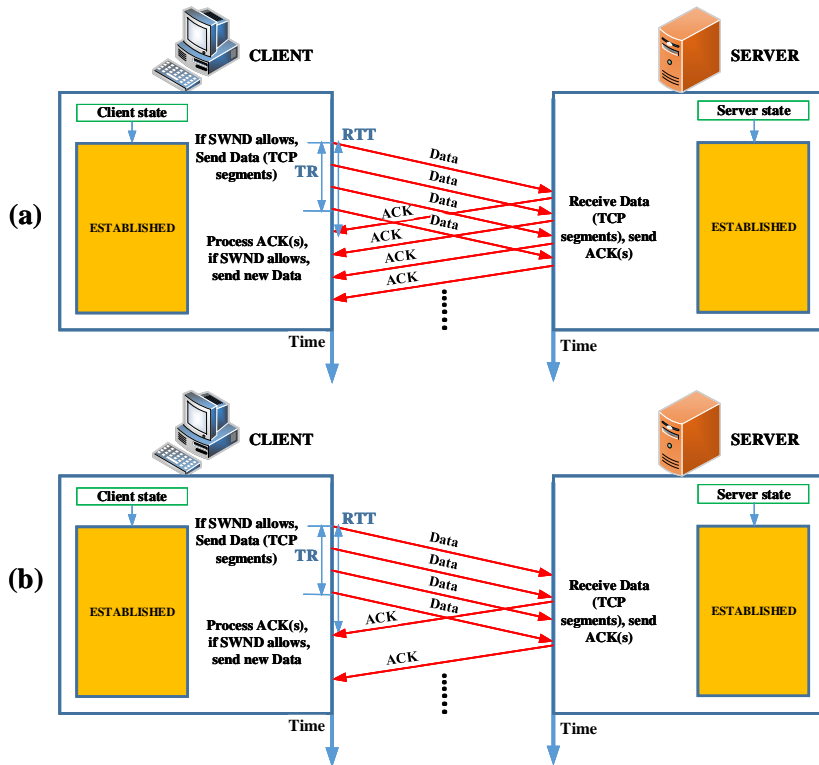 CLIENT
SERVER
Client state
Server state
If SWND allows,
Send Data (TCP
segments)
RTT
TR
Data
Data
Data
Data
ACK
ACK
ACK
ACK
(a)
ESTABLISHED
Process ACK(s),
if SWND allows,
send new Data
Receive Data
(TCP
segments), send
ACK(s)
ESTABLISHED
Time
Time
CLIENT
SERVER
Client state
Server state
If SWND allows,
Send Data (TCP
segments)
RTT
TR
Data
Data
Data
Data
ACK
ACK
(b)
ESTABLISHED
Process ACK(s),
if SWND allows,
send new Data
Receive Data
(TCP
segments), send
ACK(s)
ESTABLISHED
Time
Time